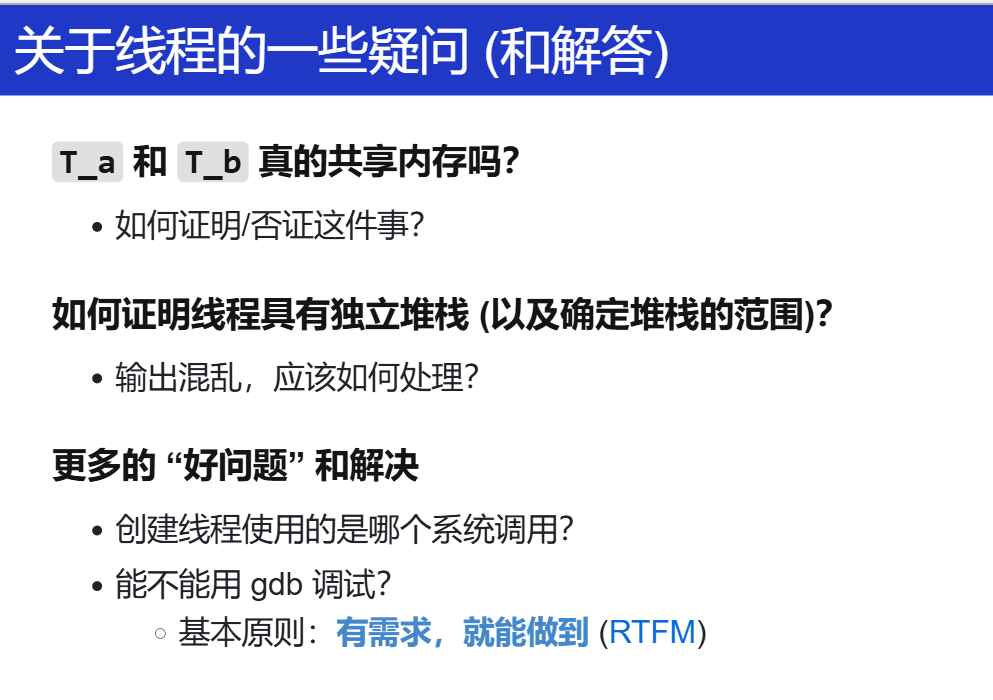 关于线程的一些疑问 (和解答)
T_a 和 T_b 真的共享内存吗?
• 如何证明/否证这件事?
如何证明线程具有独立堆栈 (以及确定堆栈的范围)?
• 输出混乱，应该如何处理?
更多的 “好问题” 和解决
• 创建线程使用的是哪个系统调用?
• 能不能用 gdb 调试?
○ 基本原则：有需求，就能做到 (RTFM)